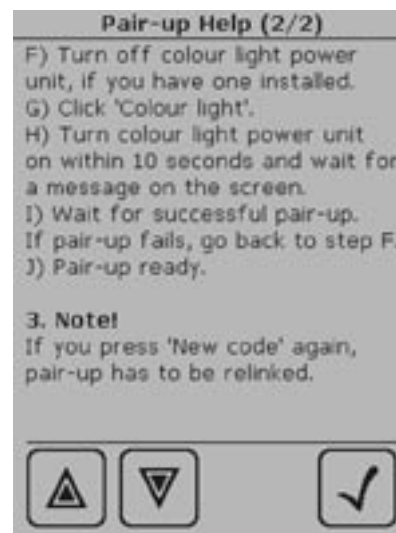 Pair-up Help (2/2)
F) Turn off colour light power
unit, if you have one installed.
G) Click 'Colour light'.
H) Turn colour light power unit
on within 10 seconds and wait for
a message on the screen.
I) Wait for successful pair-up.
If pair-up fails, go back to step F.
J) Pair-up ready.
3. Note!
If you press 'New code' again,
pair-up has to be relinked.